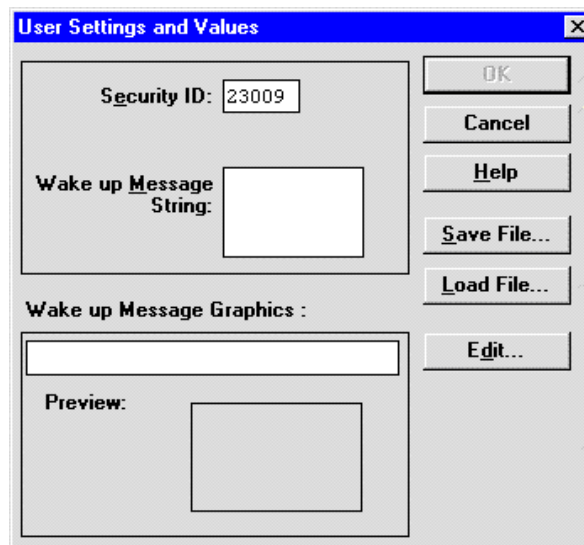 User Settings and Values
Security ID: 23009
Wake up Message
String:
Wake up Message Graphics :
Preview:
OK
Cancel
Help
Save File...
Load File...
Edit...